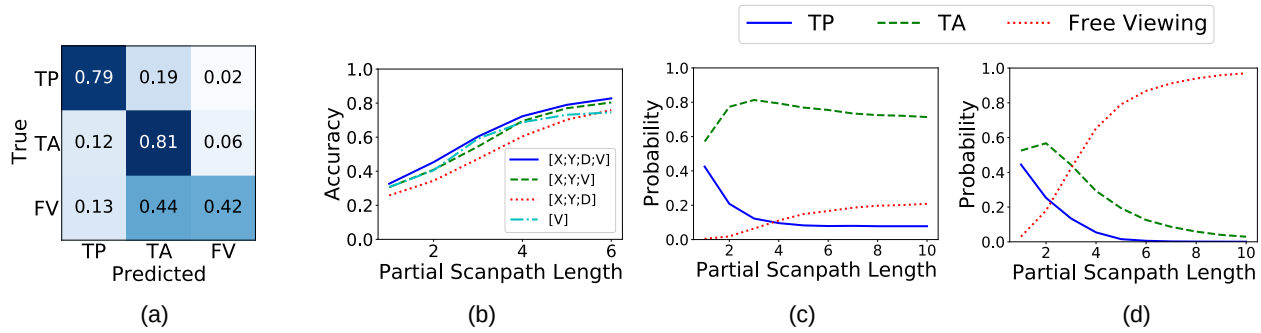 TP TA Free Viewing
True
TP 0.79 0.19 0.02
TA 0.12 0.81 0.06
FV 0.13 0.44 0.42
TP TA FV
Predicted
(a)
Accuracy
1.0
0.8
0.6
0.4
0.2
0.0
[X;Y;D;V]
[X;Y;V]
[X;Y;D]
[V]
2 4 6
Partial Scanpath Length
(b)
Probability
1.0
0.8
0.6
0.4
0.2
0.0
2 4 6 8 10
Partial Scanpath Length
(c)
Probability
1.0
0.8
0.6
0.4
0.2
0.0
2 4 6 8 10
Partial Scanpath Length
(d)